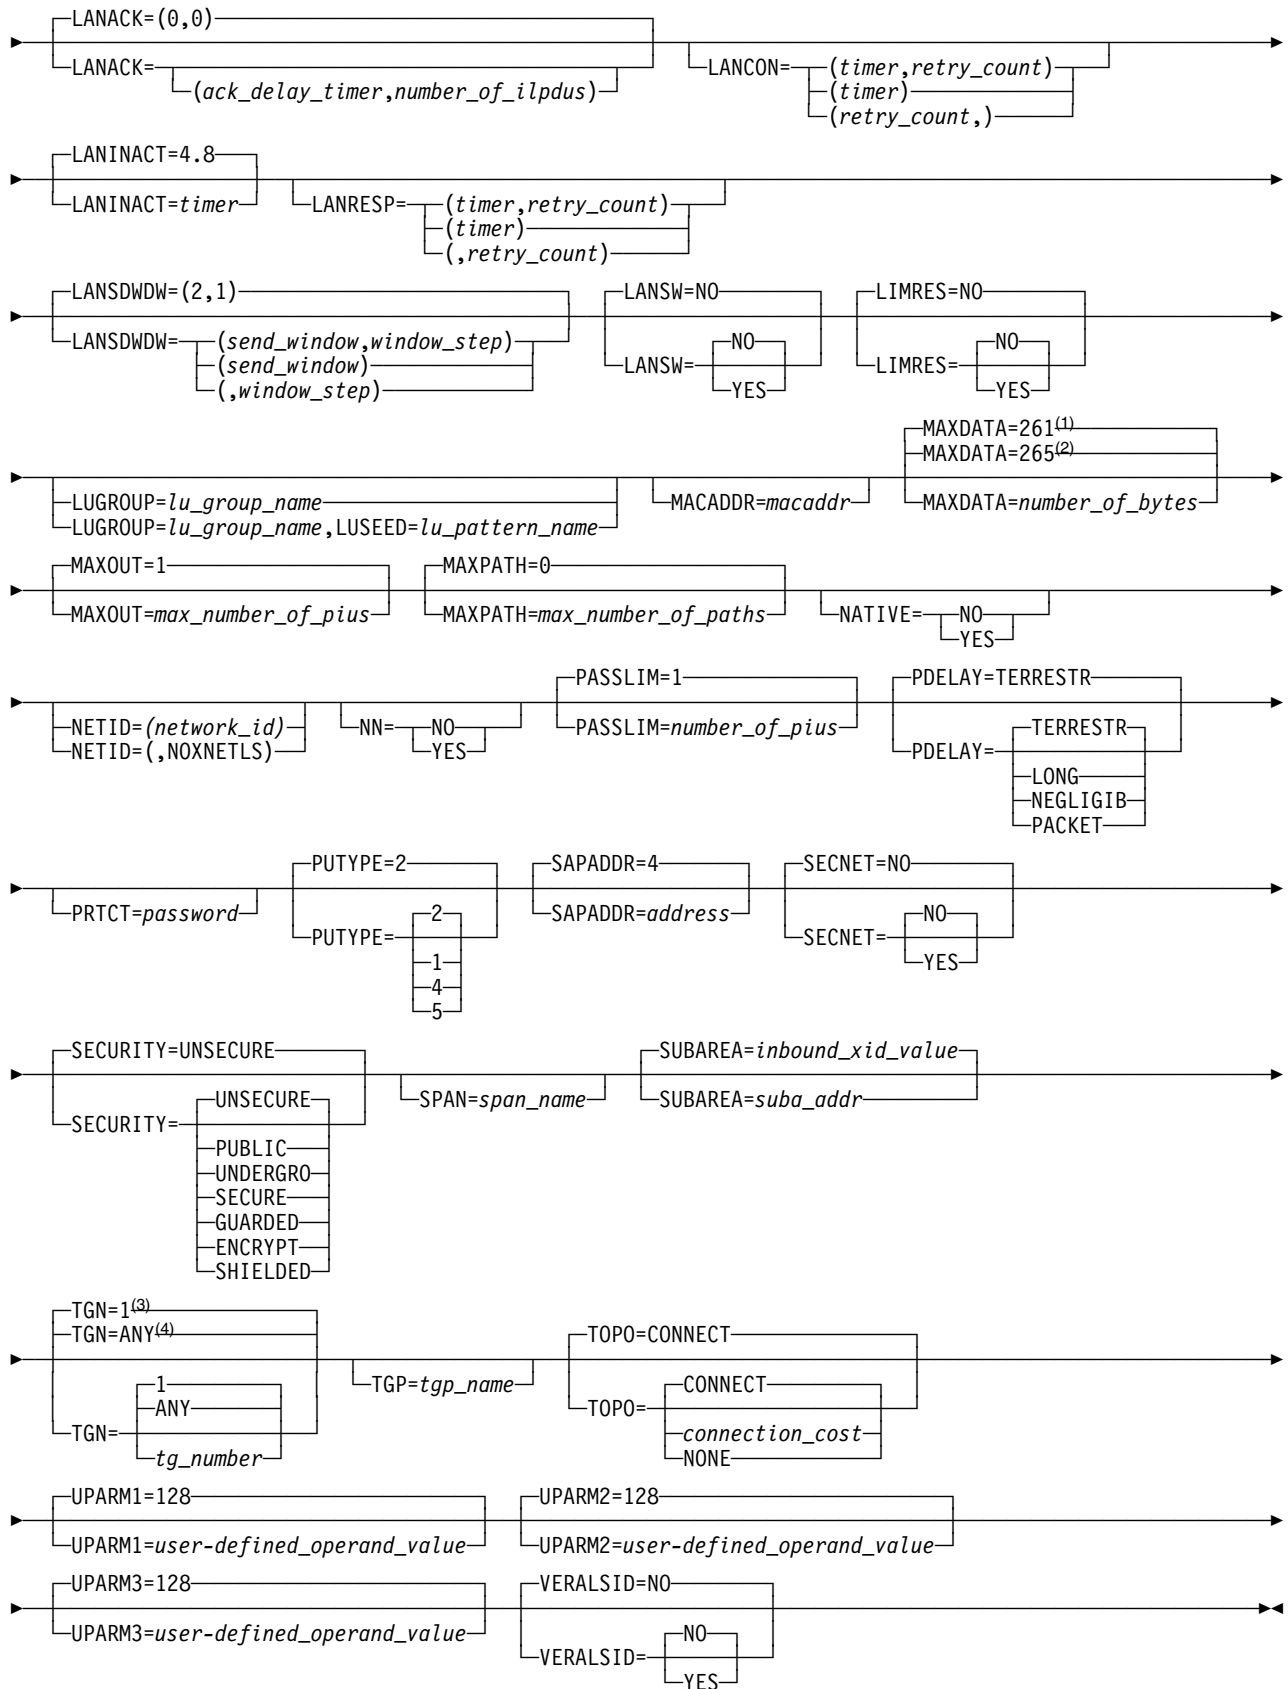 LANACK=(0,0)
LANACK=
(ack_delay_timer,number_of_ilpdus)
LANCON=
(timer,retry_count)
(timer)
(retry_count,)
LANINACT=4.8
LANINACT=timer
LANRESP=
(timer,retry_count)
(timer)
(,retry_count)
LANSDWDW=(2,1)
LANSDWDW=
(send_window,window_step)
(send_window)
(,window_step)
LANSW=NO
LANSW=
NO
YES
LIMRES=NO
LIMRES=
NO
YES
LUGROUP=lu_group_name
LUGROUP=lu_group_name,LUSEED=lu_pattern_name
MACADDR=macaddr
MAXDATA=261(1)
MAXDATA=265(2)
MAXDATA=number_of_bytes
MAXOUT=1
MAXOUT=max_number_of_pius
MAXPATH=0
MAXPATH=max_number_of_paths
NATIVE=
NO
YES
NETID=(network_id)
NETID=(,NOXNETLS)
NN=
NO
YES
PASSLIM=1
PASSLIM=number_of_pius
PDELAY=TERRESTR
PDELAY=
TERRESTR
LONG
NEGLIGIB
PACKET
PRTCT=password
PUTYPE=2
PUTYPE=
2
1
4
5
SAPADDR=4
SAPADDR=address
SECNET=NO
SECNET=
NO
YES
SECURITY=UNSECURE
SECURITY=
UNSECURE
PUBLIC
UNDERGRO
SECURE
GUARDED
ENCRYPT
SHIELDED
SPAN=span_name
SUBAREA=inbound_xid_value
SUBAREA=suba_addr
TGN=1(3)
TGN=ANY(4)
TGN=
1
ANY
tg_number
TGP=tgp_name
TOPO=CONNECT
TOPO=
CONNECT
connection_cost
NONE
UPARM1=128
UPARM1=user-defined_operand_value
UPARM2=128
UPARM2=user-defined_operand_value
UPARM3=128
UPARM3=user-defined_operand_value
VERALSID=NO
VERALSID=
NO
YES